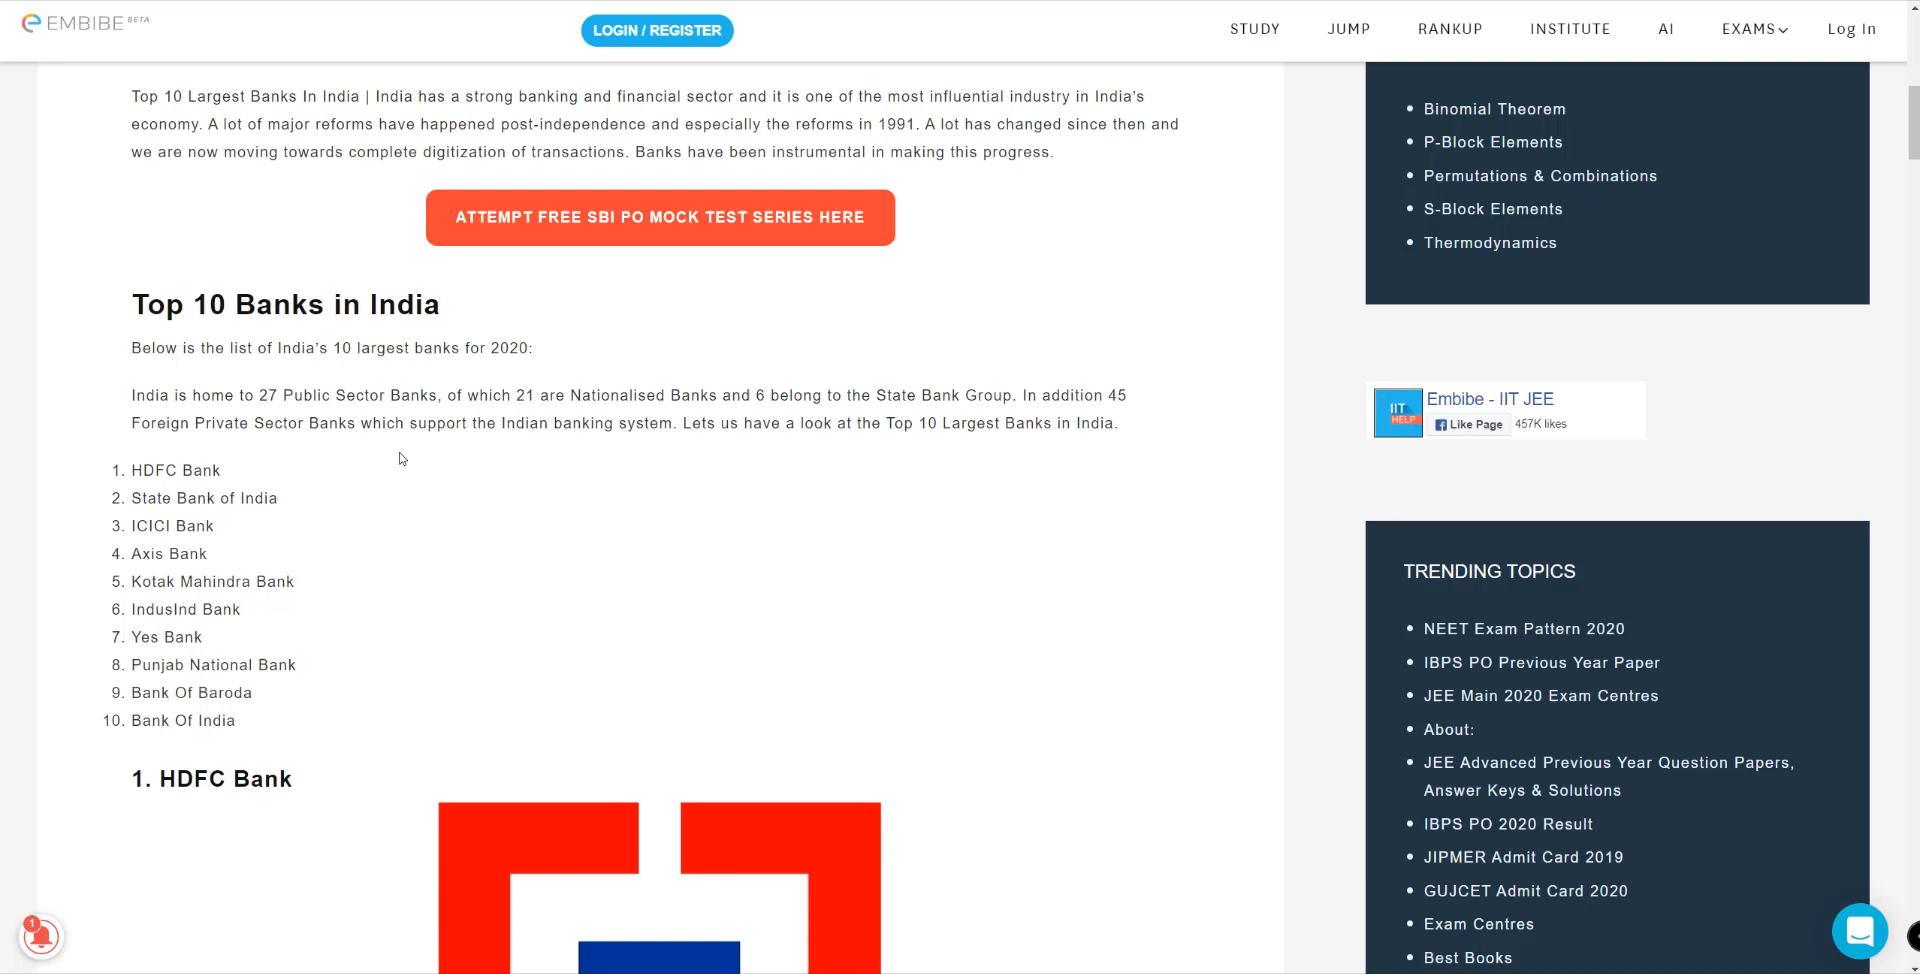 EMBIBE BETA
LOGIN / REGISTER
STUDY
JUMP
RANKUP
INSTITUTE
AI
EXAMS
Log In
Top 10 Largest Banks In India | India has a strong banking and financial sector and it is one of the most influential industry in India's
economy. A lot of major reforms have happened post-independence and especially the reforms in 1991. A lot has changed since then and
we are now moving towards complete digitization of transactions. Banks have been instrumental in making this progress.
ATTEMPT FREE SBI PO MOCK TEST SERIES HERE
Top 10 Banks in India
Below is the list of India's 10 largest banks for 2020:
India is home to 27 Public Sector Banks, of which 21 are Nationalised Banks and 6 belong to the State Bank Group. In addition 45
Foreign Private Sector Banks which support the Indian banking system. Lets us have a look at the Top 10 Largest Banks in India.
1. HDFC Bank
2. State Bank of India
3. ICICI Bank
4. Axis Bank
5. Kotak Mahindra Bank
6. IndusInd Bank
7. Yes Bank
8. Punjab National Bank
9. Bank Of Baroda
10. Bank Of India
1. HDFC Bank
1
Binomial Theorem
P-Block Elements
Permutations & Combinations
S-Block Elements
Thermodynamics
IIT
HELP
Embibe - IIT JEE
Like Page
457K likes
TRENDING TOPICS
NEET Exam Pattern 2020
IBPS PO Previous Year Paper
JEE Main 2020 Exam Centres
About:
JEE Advanced Previous Year Question Papers,
Answer Keys & Solutions
IBPS PO 2020 Result
JIPMER Admit Card 2019
GUJCET Admit Card 2020
Exam Centres
Best Books